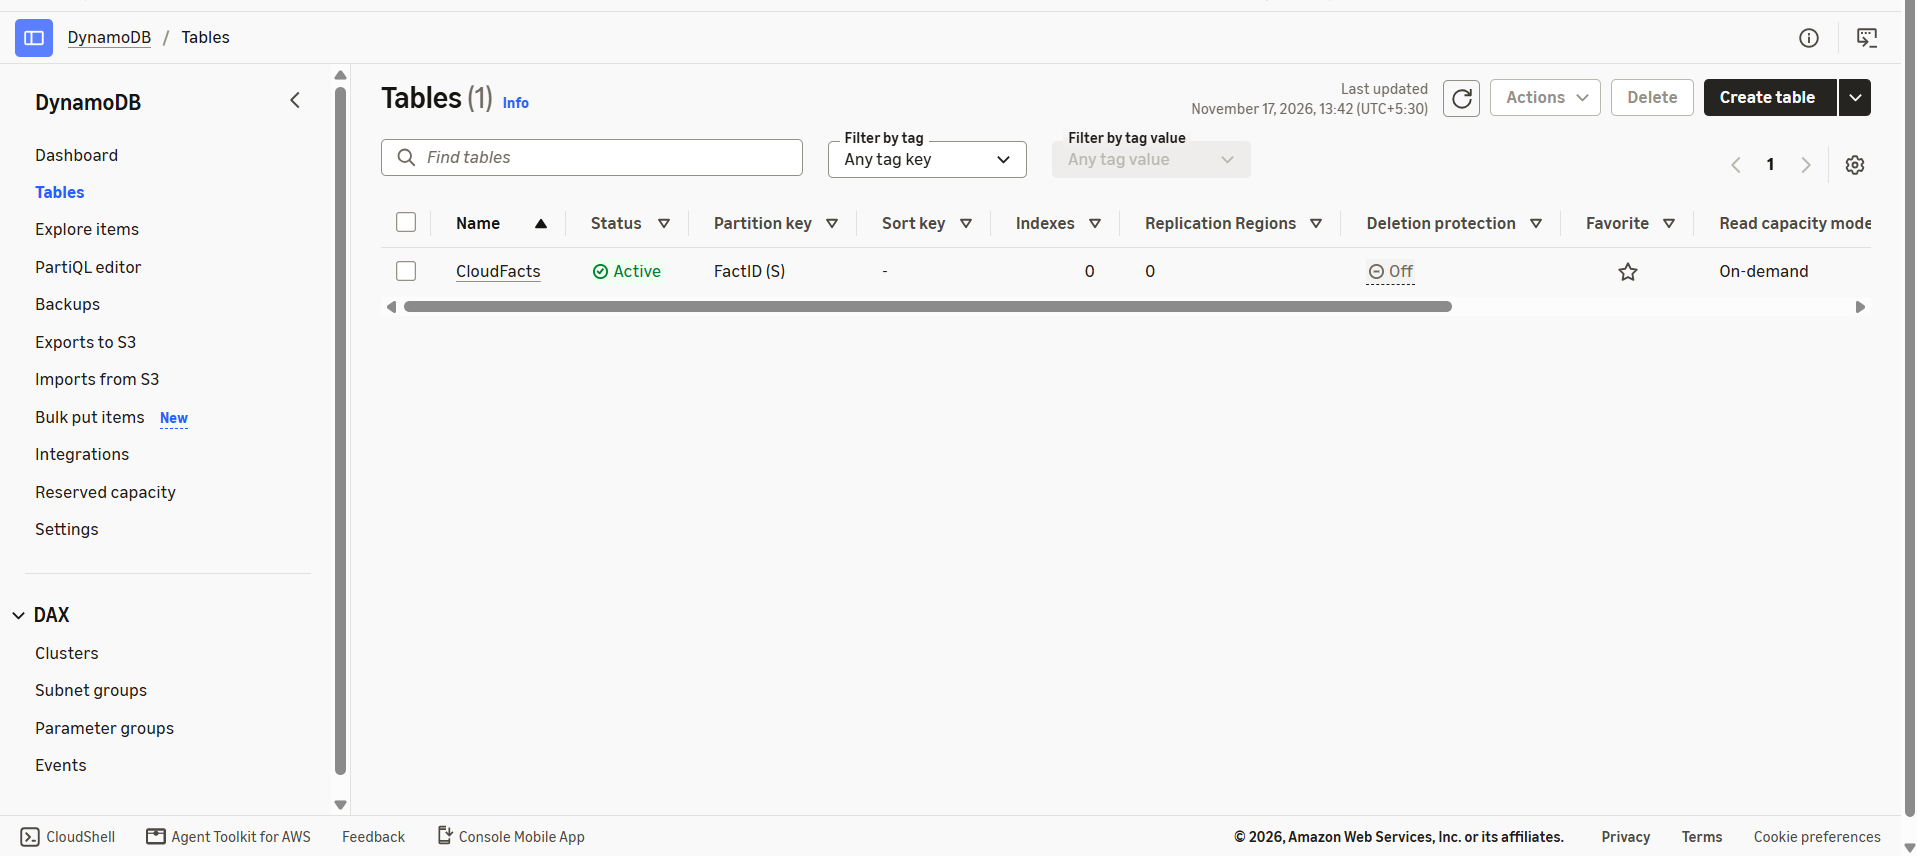 DynamoDB / Tables
DynamoDB
Dashboard
Tables
Explore items
PartiQL editor
Backups
Exports to S3
Imports from S3
Bulk put items New
Integrations
Reserved capacity
Settings
DAX
Clusters
Subnet groups
Parameter groups
Events
Tables (1) Info
Last updated
November 17, 2026, 13:42 (UTC+5:30)
Actions
Delete
Create table
Find tables
Filter by tag
Any tag key
Filter by tag value
Any tag value
1
Name Status Partition key Sort key Indexes Replication Regions Deletion protection Favorite Read capacity mode
CloudFacts Active FactID (S) - 0 0 Off On-demand
CloudShell Agent Toolkit for AWS Feedback Console Mobile App © 2026, Amazon Web Services, Inc. or its affiliates. Privacy Terms Cookie preferences